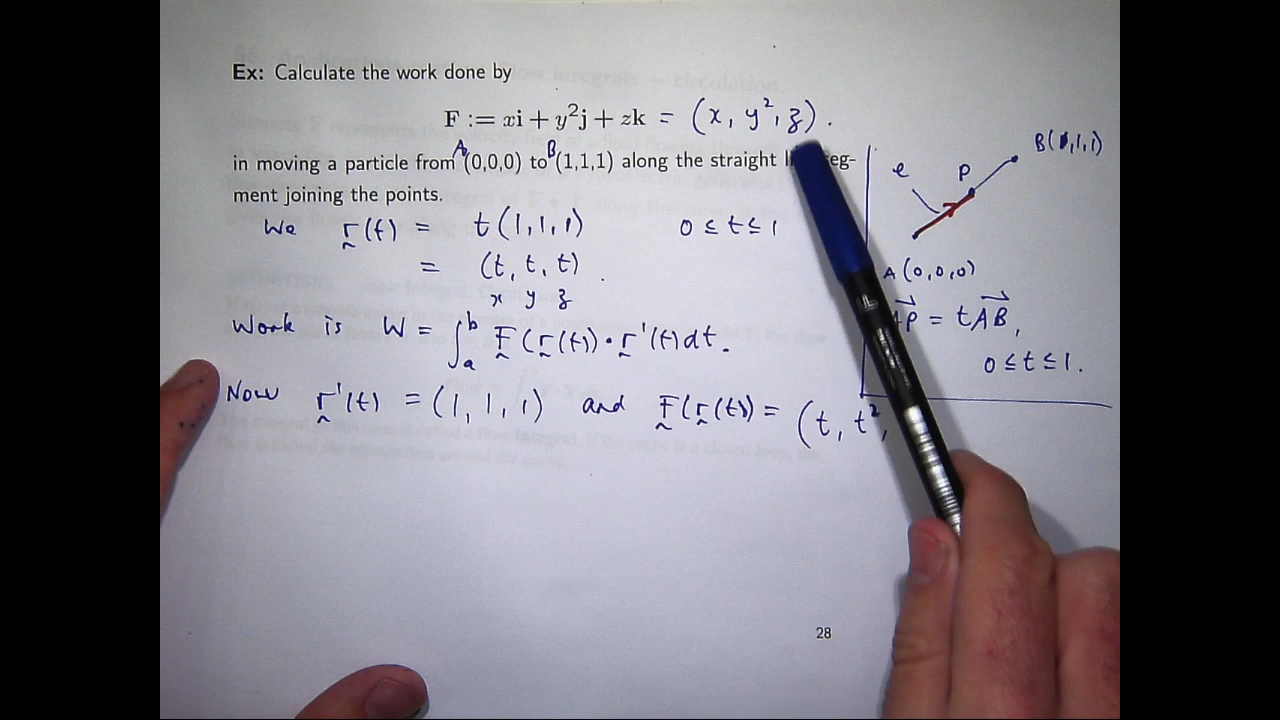 Ex: Calculate the work done by
F := xi + y²j + zk = (x, y², z).
A B
in moving a particle from (0,0,0) to (1,1,1) along the straight
ment joining the points.
We r(t) = t(1,1,1) 0 ≤ t ≤ 1
= (t, t, t).
x y z
Work is W = ∫ₐᵇ F(r(t)) • r'(t) dt.
Now r'(t) = (1, 1, 1) and F(r(t)) = (t, t²,
B(1,1,1)
e P
A(0,0,0)
AP = tAB,
0 ≤ t ≤ 1.
28